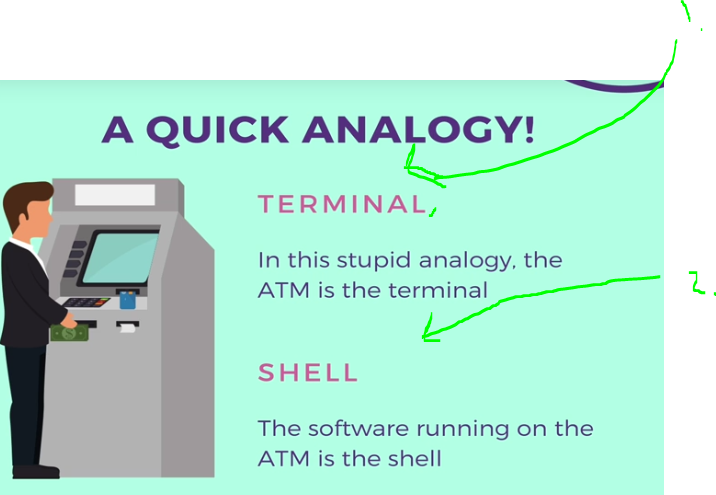 A QUICK ANALOGY!
TERMINAL
In this stupid analogy, the
ATM is the terminal
2.
SHELL
The software running on the
ATM is the shell